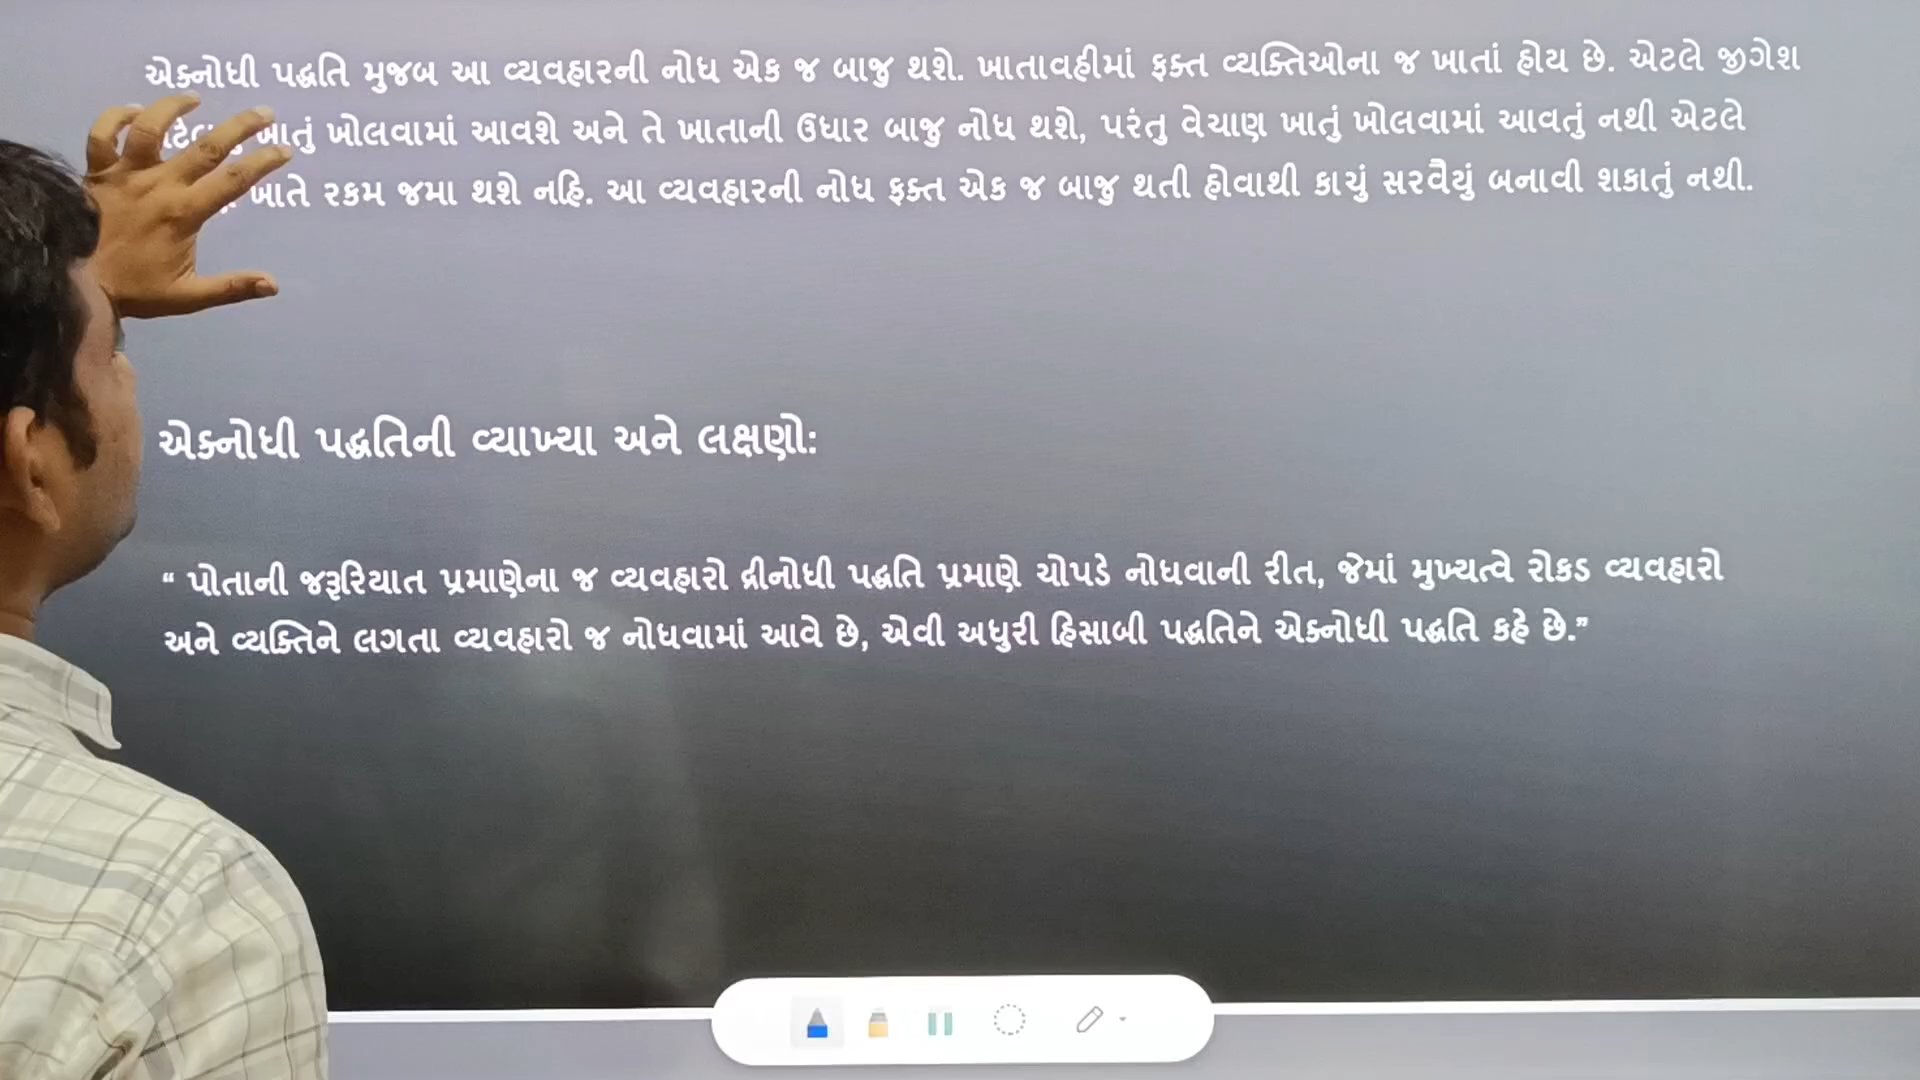 એક્નોધી પદ્ધતિ મુજબ આ વ્યવહારની નોધ એક જ બાજુ થશે. ખાતાવહીમાં ફક્ત વ્યક્તિઓના જ ખાતાં હોય છે. એટલે જીગેશ
ખાતું ખોલવામાં આવશે અને તે ખાતાની ઉધાર બાજુ નોધ થશે, પરંતુ વેચાણ ખાતું ખોલવામાં આવતું નથી એટલે
ખાતે રકમ જમા થશે નહિ. આ વ્યવહારની નોધ ફક્ત એક જ બાજુ થતી હોવાથી કાચું સરવૈયું બનાવી શકાતું નથી.
એક્નોધી પદ્ધતિની વ્યાખ્યા અને લક્ષણો:
“ પોતાની જરૂરિયાત પ્રમાણેના જ વ્યવહારો દ્રીનોધી પદ્ધતિ પ્રમાણે ચોપડે નોધવાની રીત, જેમાં મુખ્યત્વે રોકડ વ્યવહારો
અને વ્યક્તિને લગતા વ્યવહારો જ નોધવામાં આવે છે, એવી અધુરી હિસાબી પદ્ધતિને એક્નોધી પદ્ધતિ કહે છે.”